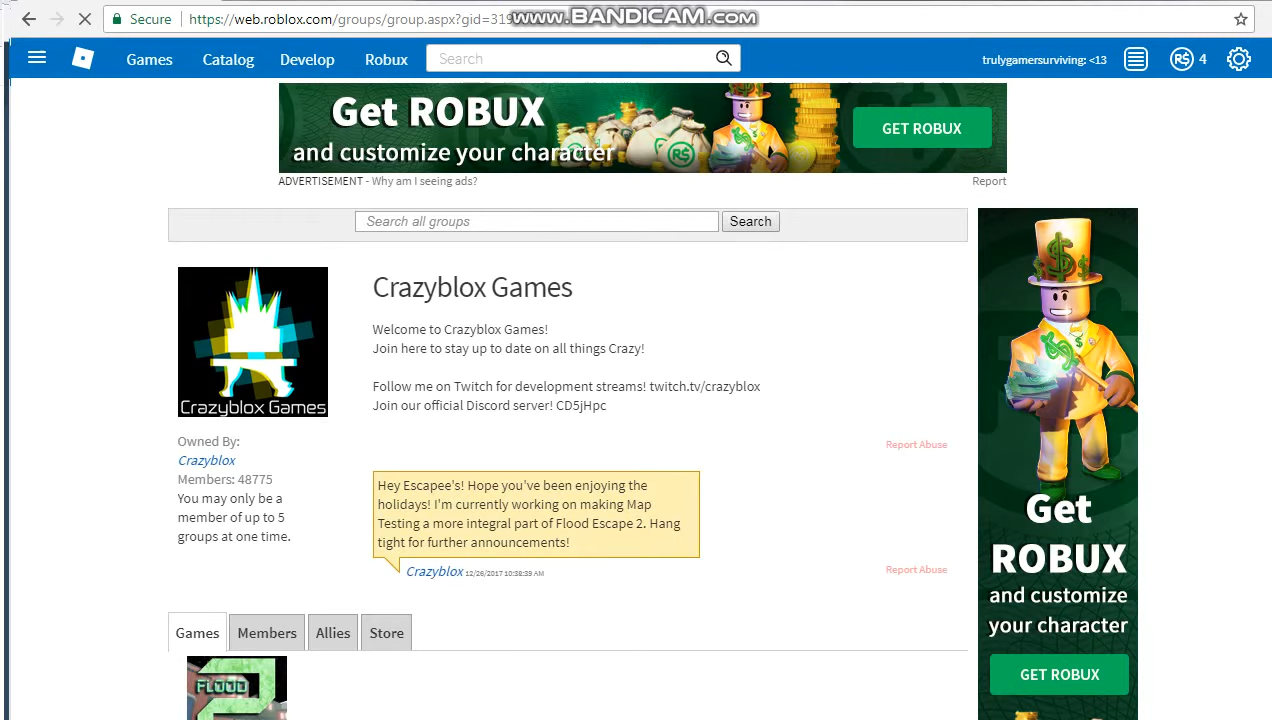 Secure https://web.roblox.com/groups/group.aspx?gid=319
www.BANDICAM.com
Games Catalog Develop Robux Search trulygamersurviving: <13 R$ 4
Get ROBUX
and customize your character
GET ROBUX
ADVERTISEMENT - Why am I seeing ads? Report
Search all groups Search
Crazyblox Games
Welcome to Crazyblox Games!
Join here to stay up to date on all things Crazy!
Follow me on Twitch for development streams! twitch.tv/crazyblox
Join our official Discord server! CD5jHpc
Crazyblox Games
Owned By:
Crazyblox
Members: 48775
You may only be a
member of up to 5
groups at one time.
Report Abuse
Hey Escapee's! Hope you've been enjoying the
holidays! I'm currently working on making Map
Testing a more integral part of Flood Escape 2. Hang
tight for further announcements!
Crazyblox 12/26/2017 10:38:39 AM
Report Abuse
Games Members Allies Store
FLOOD
2
Get
ROBUX
and customize
your character
GET ROBUX